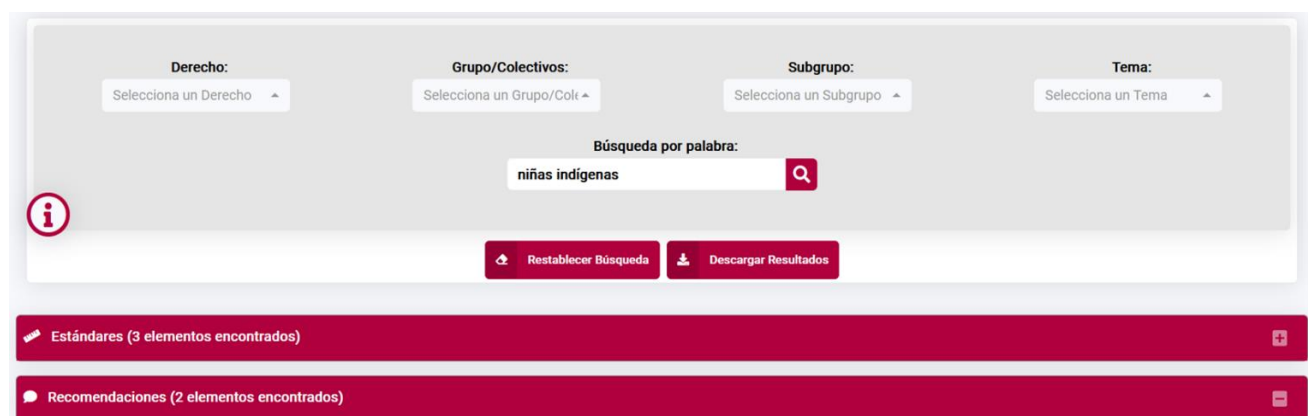 Derecho:
Grupo/Colectivos:
Subgrupo:
Tema:
Selecciona un Derecho
Selecciona un Grupo/Cole
Selecciona un Subgrupo
Selecciona un Tema
Búsqueda por palabra:
niñas indígenas
Restablecer Búsqueda
Descargar Resultados
Estándares (3 elementos encontrados)
Recomendaciones (2 elementos encontrados)